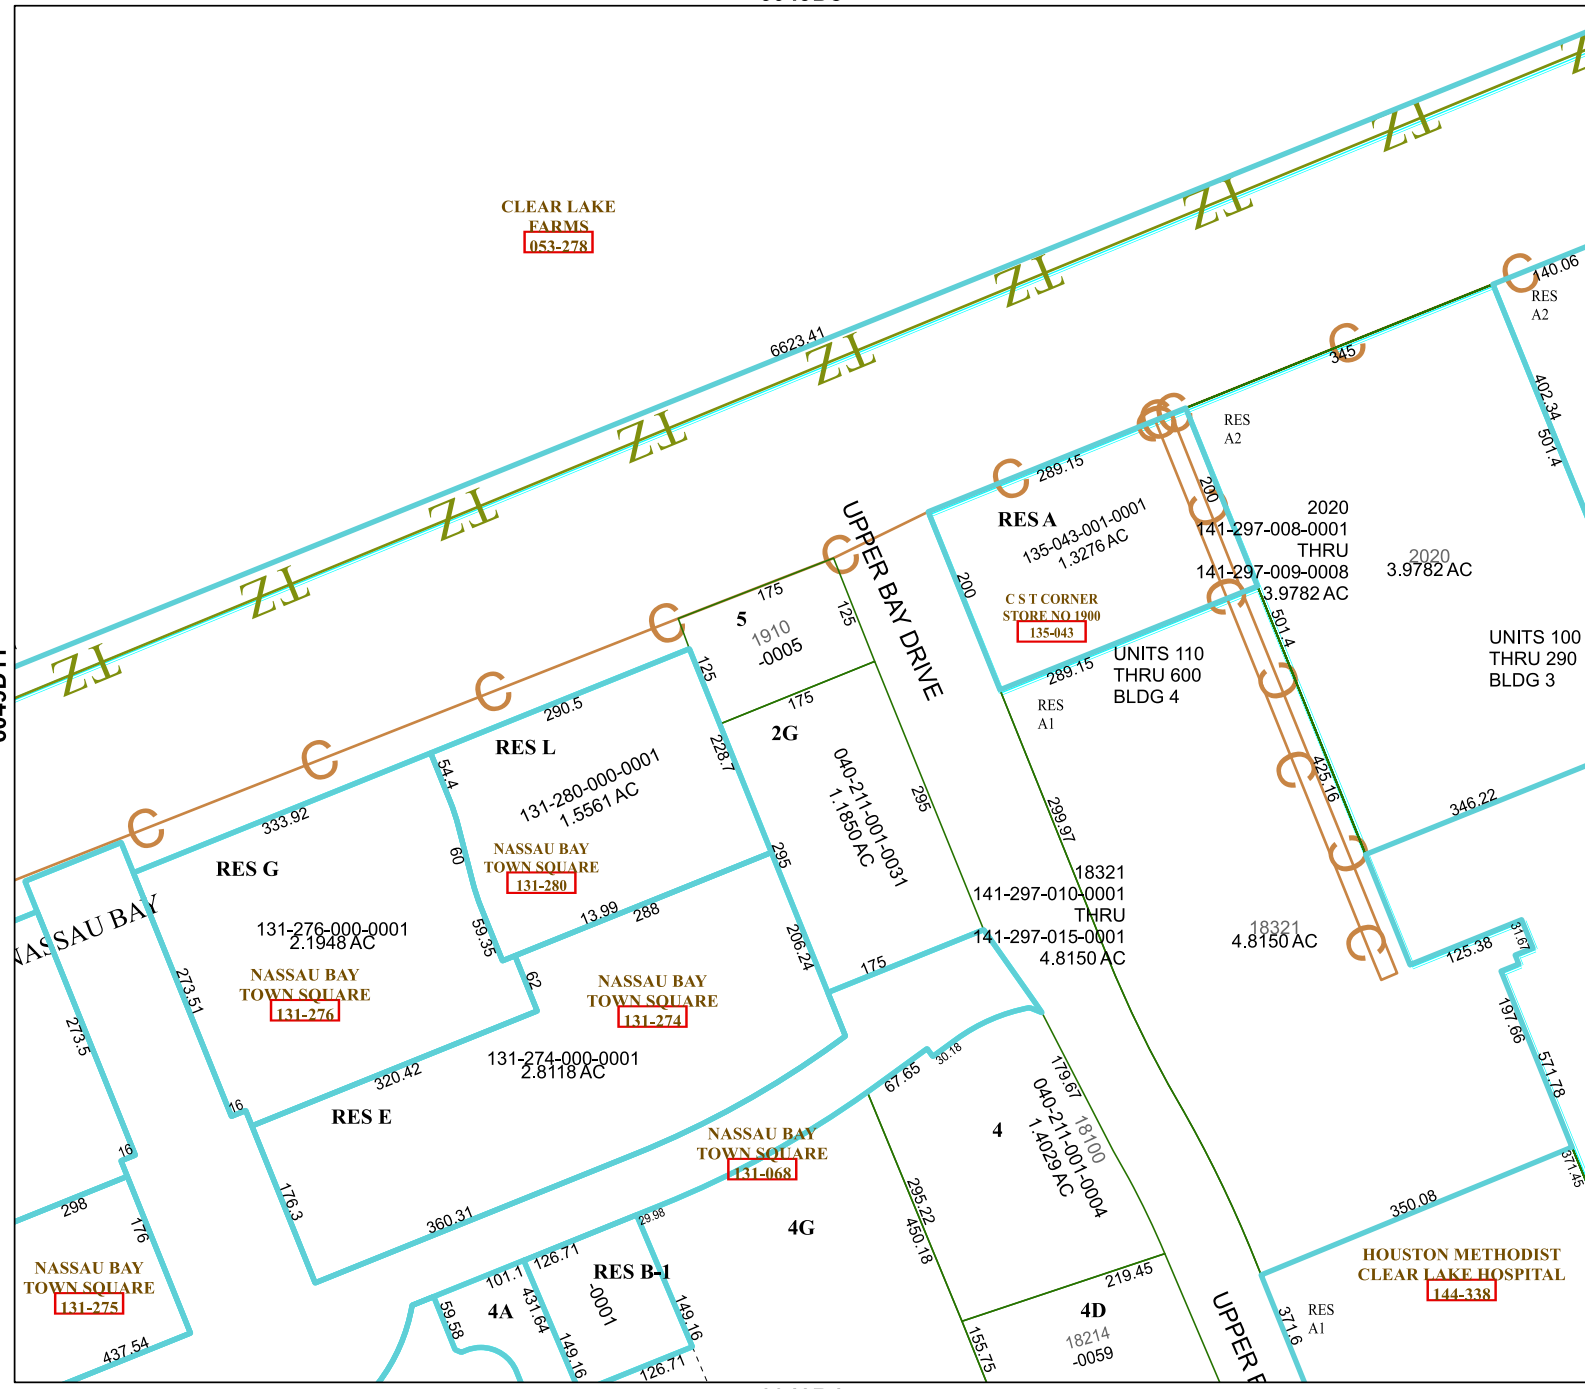 CLEAR LAKE
FARMS
053-278
TZ
TZ
TZ
TZ
TZ
TZ
TZ
TZ
6623.41
C
140.06
RES
A2
C
345
402.34
501.4
C
289.15
RES
A2
200
RES A
135-043-001-0001
1.3276 AC
200
C S T CORNER
STORE NO 1900
135-043
289.15
2020
141-297-008-0001
THRU
141-297-009-0008
3.9782 AC
2020
3.9782 AC
501.4
UNITS 110
THRU 600
BLDG 4
UNITS 100
THRU 290
BLDG 3
RES
A1
UPPER BAY DRIVE
C
175
125
5
1910
-0005
125
175
2G
228.7
040-211-001-0031
1.1850 AC
295
295
206.24
175
C
C
C
C
290.5
RES L
131-280-000-0001
1.5561 AC
54.4
60
59.35
NASSAU BAY
TOWN SQUARE
131-280
13.99
288
333.92
RES G
131-276-000-0001
2.1948 AC
NASSAU BAY
TOWN SQUARE
131-276
NASSAU BAY
273.51
273.5
62
NASSAU BAY
TOWN SQUARE
131-274
131-274-000-0001
2.8118 AC
320.42
16
RES E
16
176.3
360.31
298
176
NASSAU BAY
TOWN SQUARE
131-275
437.54
299.97
18321
141-297-010-0001
THRU
141-297-015-0001
4.8150 AC
425.16
346.22
18321
4.8150 AC
C
C
C
C
C
C
125.38
31.67
197.66
571.78
371.45
350.08
HOUSTON METHODIST
CLEAR LAKE HOSPITAL
144-338
371.6
RES
A1
67.65
30.18
179.67
4
18100
040-211-001-0004
1.4029 AC
NASSAU BAY
TOWN SQUARE
131-068
295.22
450.18
4G
219.45
4D
18214
-0059
155.75
29.98
126.71
RES B-1
-0001
149.16
126.71
149.16
431.64
101.1
4A
59.58
UPPER